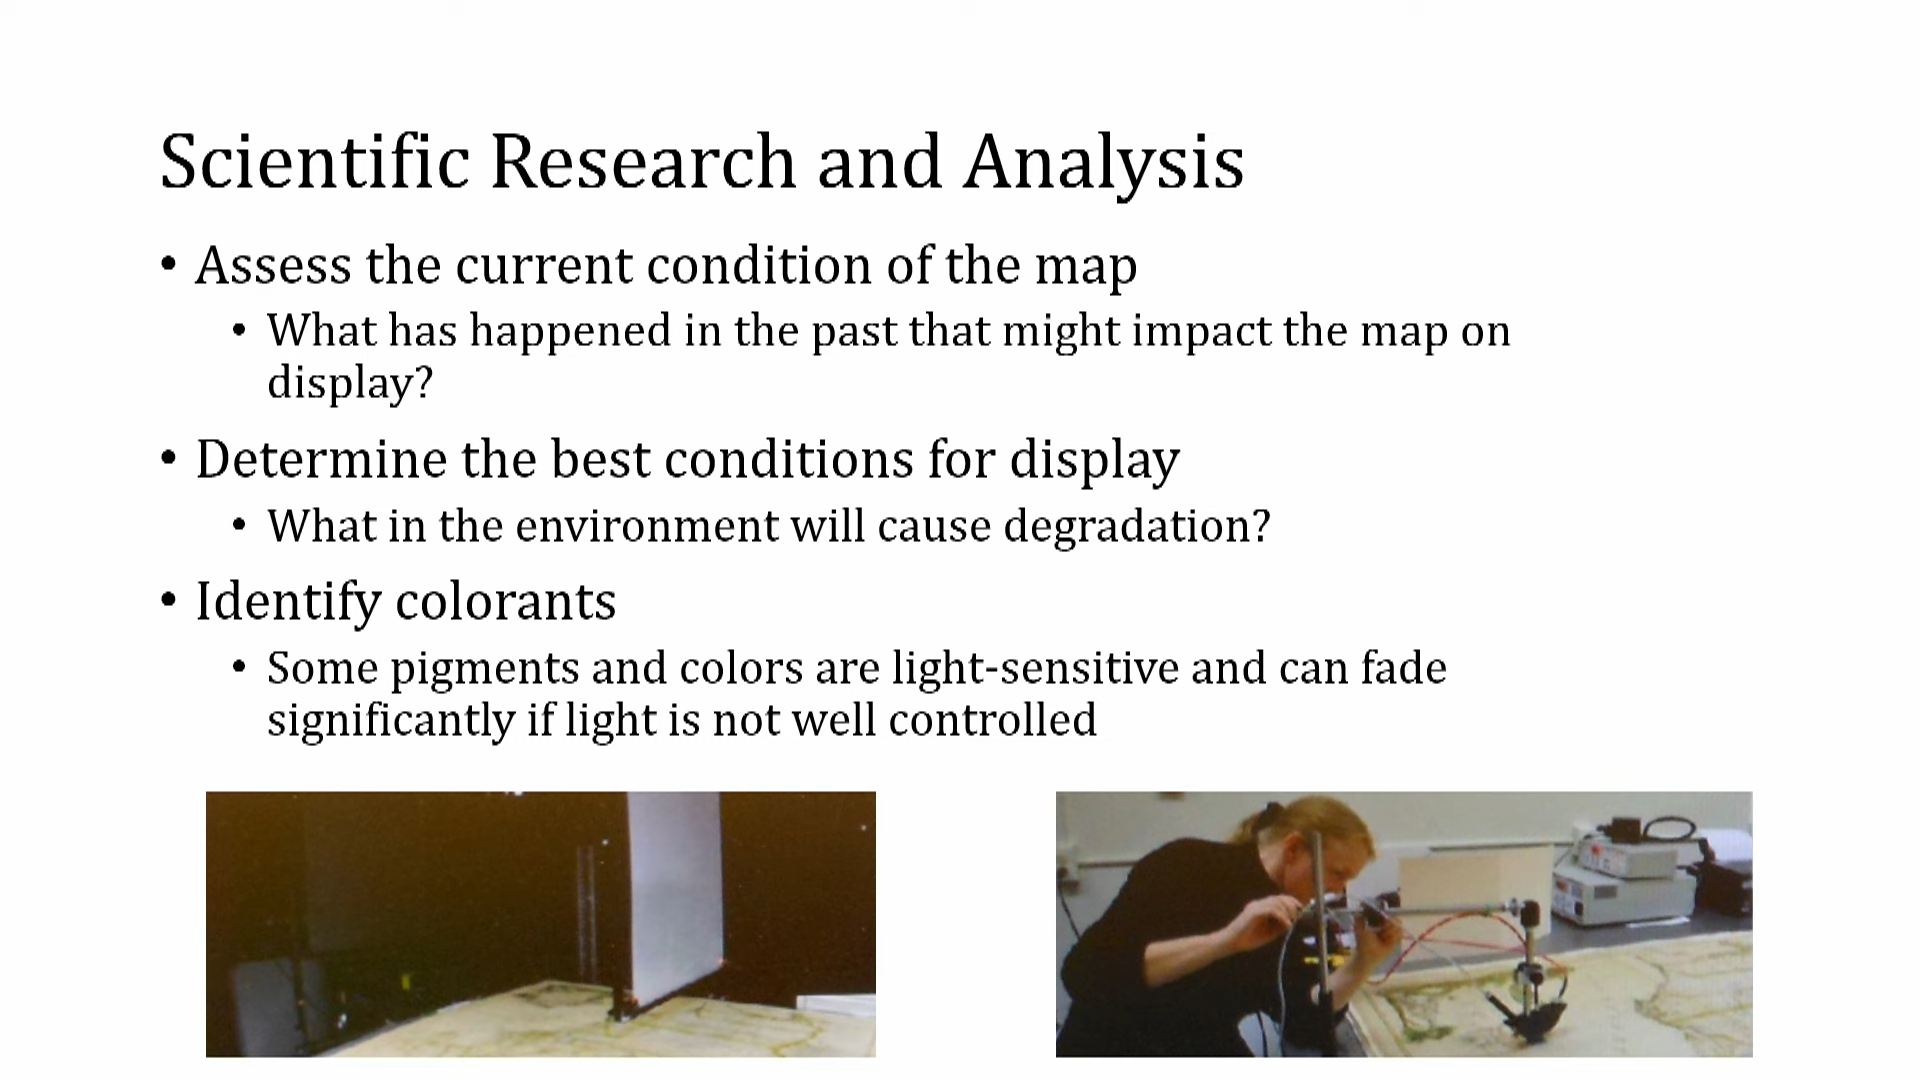 Scientific Research and Analysis
• Assess the current condition of the map
• What has happened in the past that might impact the map on
display?
• Determine the best conditions for display
• What in the environment will cause degradation?
• Identify colorants
• Some pigments and colors are light-sensitive and can fade
significantly if light is not well controlled